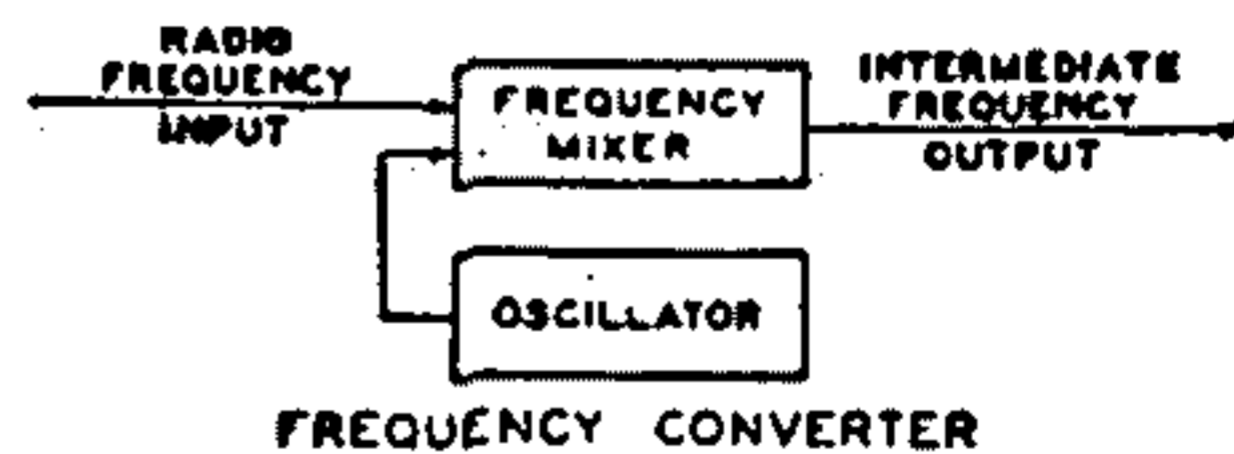 RADIO
FREQUENCY
INPUT
FREQUENCY
MIXER
INTERMEDIATE
FREQUENCY
OUTPUT
OSCILLATOR
FREQUENCY CONVERTER